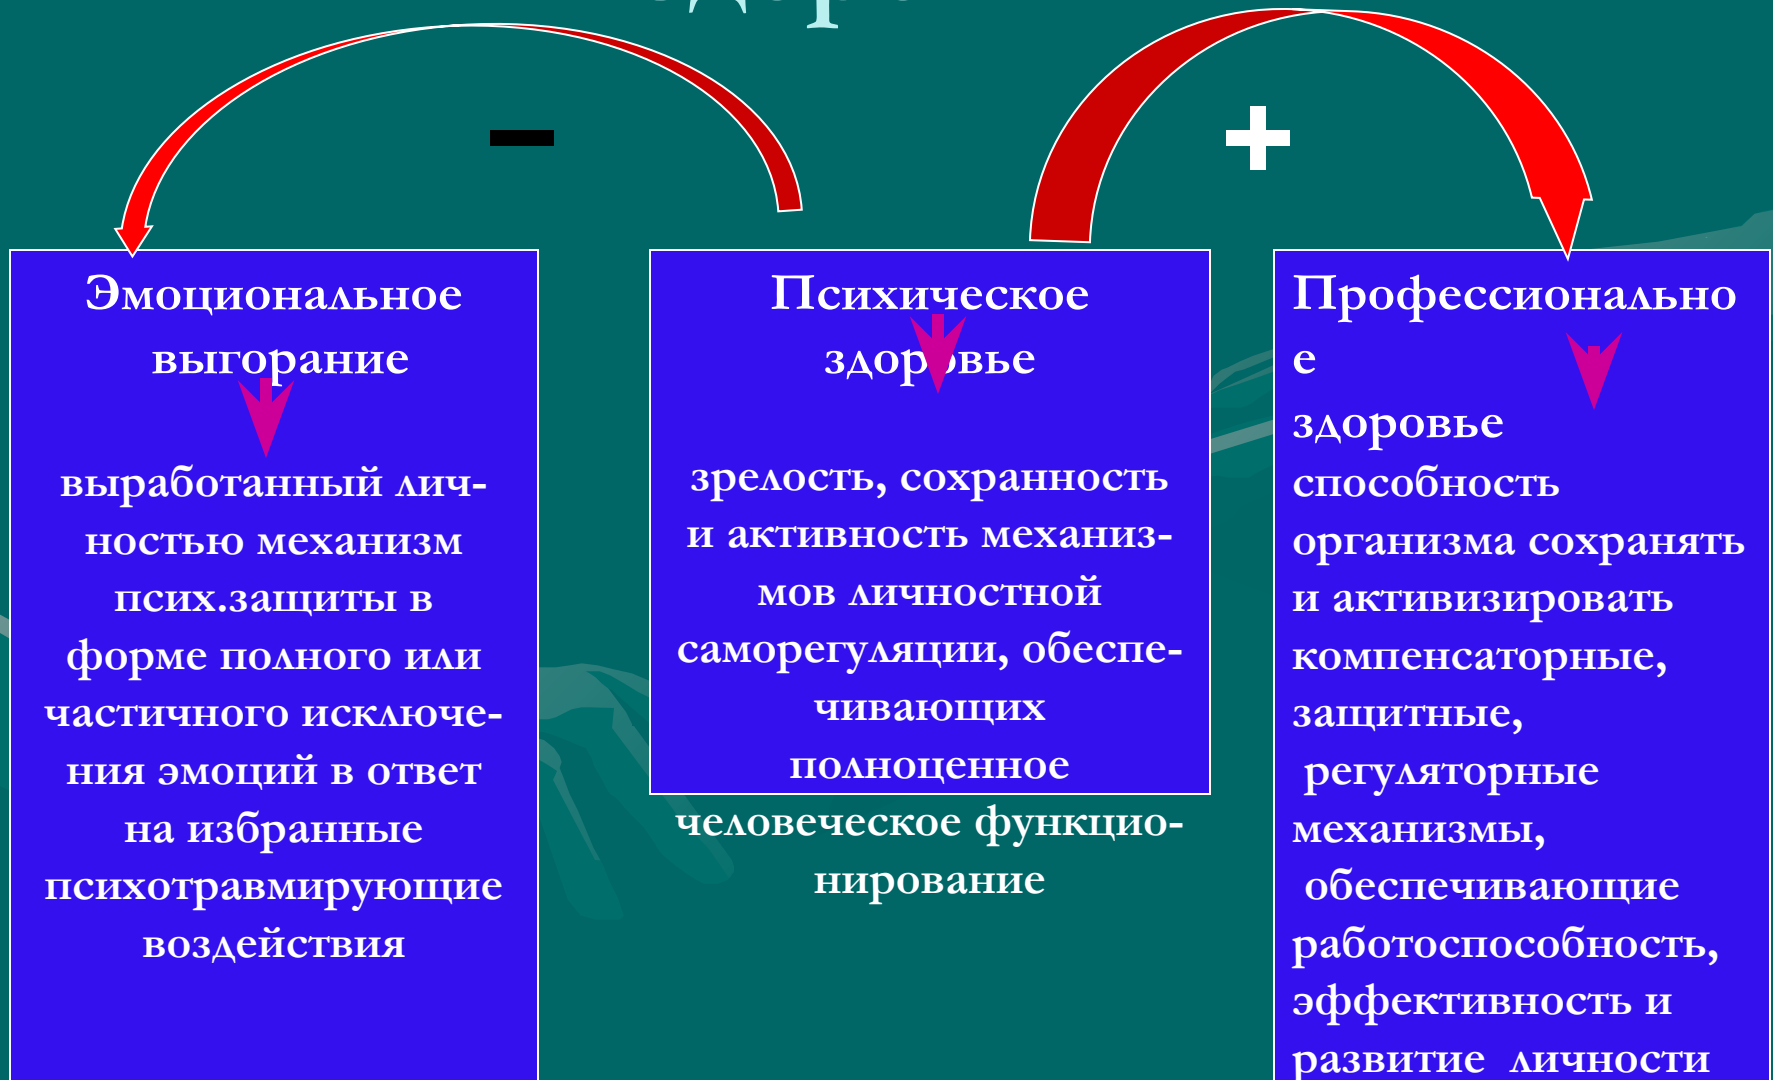 –
+
Эмоциональное
выгорание
выработанный лич-
ностью механизм
псих.защиты в
форме полного или
частичного исключе-
ния эмоций в ответ
на избранные
психотравмирующие
воздействия
Психическое
здоровье
зрелость, сохранность
и активность механиз-
мов личностной
саморегуляции, обеспе-
чивающих
полноценное
человеческое функцио-
нирование
Профессионально
е
здоровье
способность
организма сохранять
и активизировать
компенсаторные,
защитные,
регуляторные
механизмы,
обеспечивающие
работоспособность,
эффективность и
развитие личности